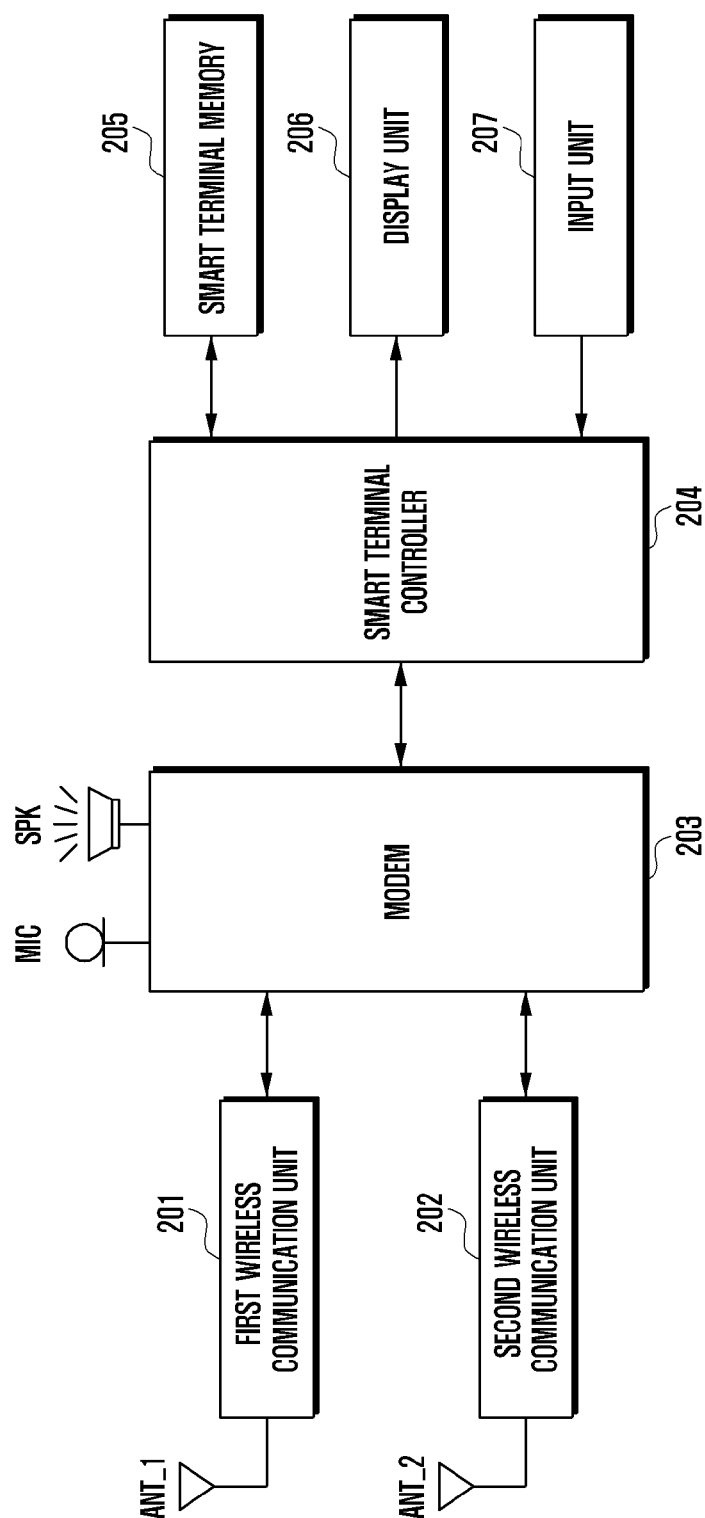 ANT_1
201
FIRST WIRELESS
COMMUNICATION UNIT
ANT_2
202
SECOND WIRELESS
COMMUNICATION UNIT
MIC
SPK
MODEM
203
SMART TERMINAL
CONTROLLER
204
205
SMART TERMINAL MEMORY
206
DISPLAY UNIT
207
INPUT UNIT